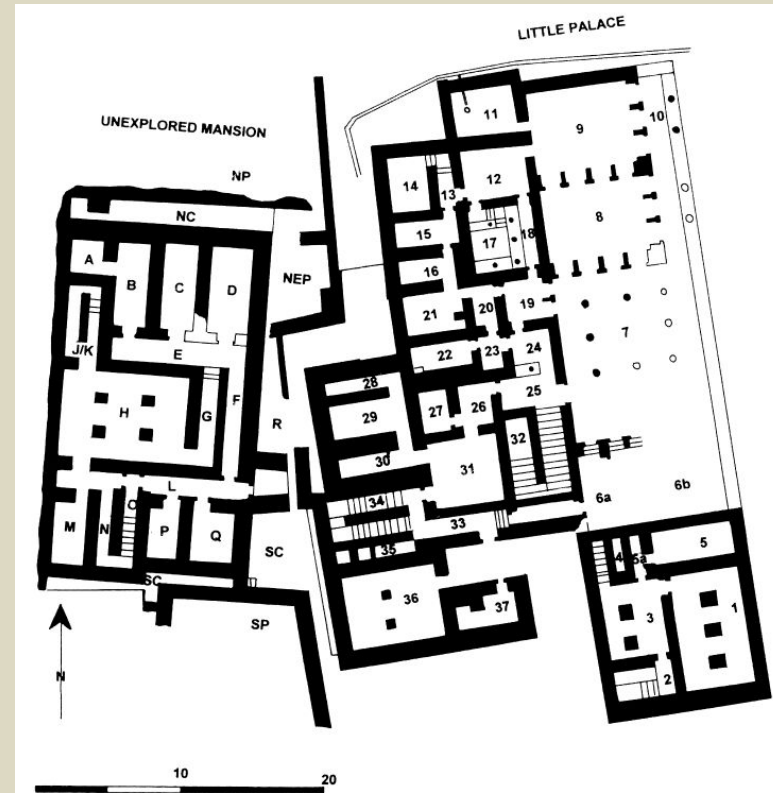 LITTLE PALACE
UNEXPLORED MANSION
NP
NC
NEP
A
B
C
D
E
J/K
H
G
F
R
L
M
N
O
P
Q
SC
SC
SP
N
10
20
11
9
10
12
14
13
8
15
17
18
16
21
20
19
7
22
23
24
28
25
27
26
29
32
30
31
34
6a
6b
33
35
4
5a
5
36
37
3
1
2